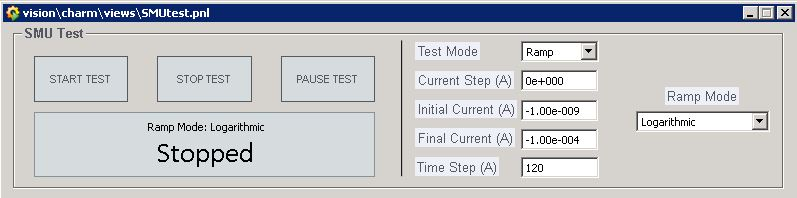 vision\charm\views\SMUtest.pnl
SMU Test
START TEST
STOP TEST
PAUSE TEST
Ramp Mode: Logarithmic
Stopped
Test Mode
Ramp
Current Step (A)
0e+000
Initial Current (A)
-1.00e-009
Final Current (A)
-1.00e-004
Time Step (A)
120
Ramp Mode
Logarithmic